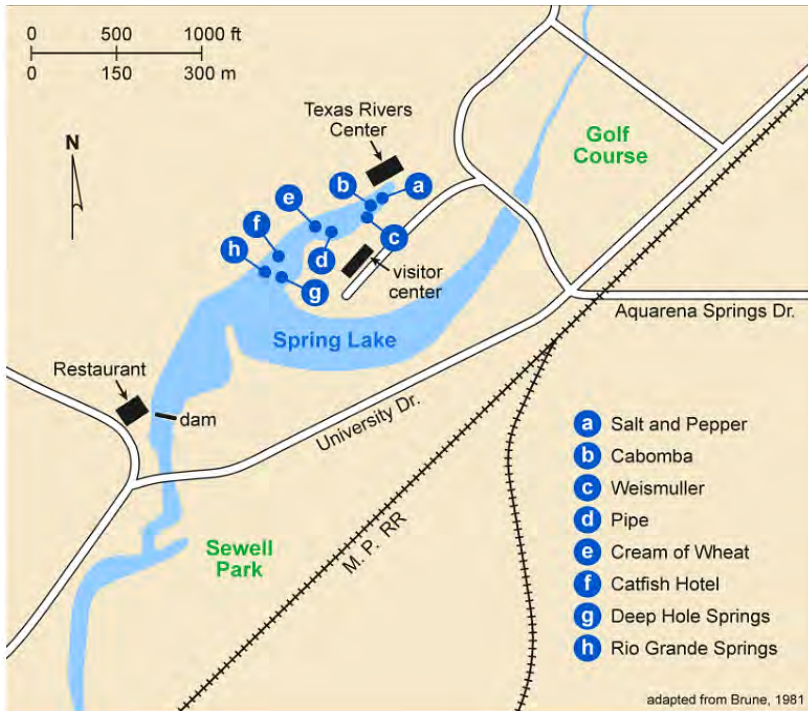 0 500 1000 ft
0 150 300 m
N
Texas Rivers
Center
Golf
Course
b
a
e
f
c
h
d
g
visitor
center
Spring Lake
Aquarena Springs Dr.
Restaurant
dam
University Dr.
M. P. RR
Sewell
Park
a Salt and Pepper
b Cabomba
c Weismuller
d Pipe
e Cream of Wheat
f Catfish Hotel
g Deep Hole Springs
h Rio Grande Springs
adapted from Brune, 1981